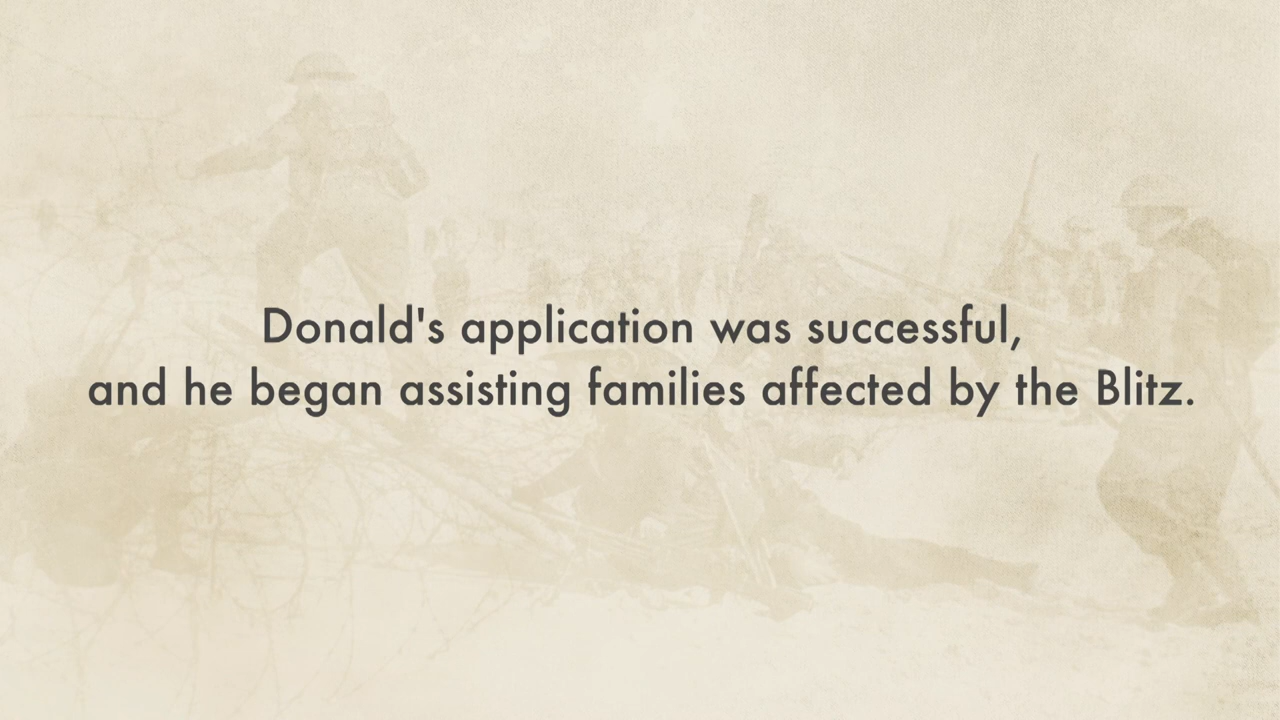 Donald's application was successful,
and he began assisting families affected by the Blitz.